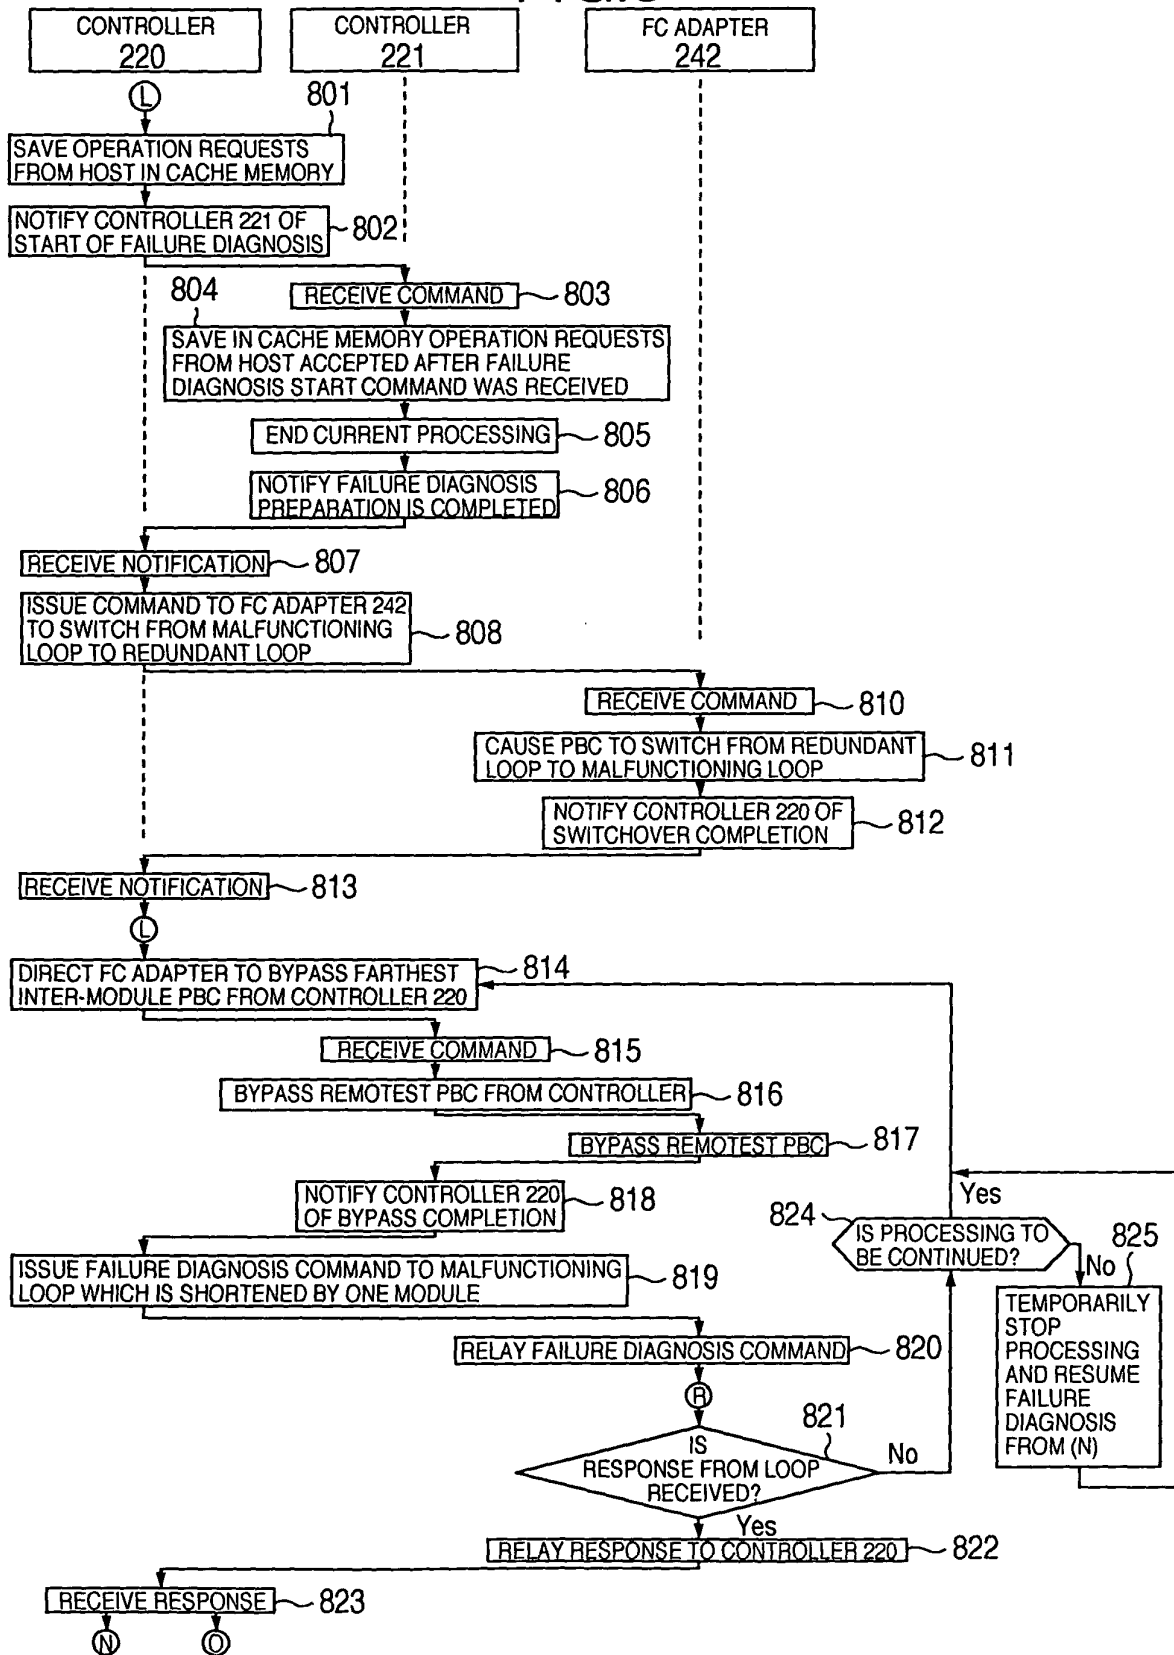 CONTROLLER
220
CONTROLLER
221
FC ADAPTER
242
L
801
SAVE OPERATION REQUESTS
FROM HOST IN CACHE MEMORY
NOTIFY CONTROLLER 221 OF
START OF FAILURE DIAGNOSIS
802
RECEIVE COMMAND
803
804
SAVE IN CACHE MEMORY OPERATION REQUESTS
FROM HOST ACCEPTED AFTER FAILURE
DIAGNOSIS START COMMAND WAS RECEIVED
END CURRENT PROCESSING
805
NOTIFY FAILURE DIAGNOSIS
PREPARATION IS COMPLETED
806
RECEIVE NOTIFICATION
807
ISSUE COMMAND TO FC ADAPTER 242
TO SWITCH FROM MALFUNCTIONING
LOOP TO REDUNDANT LOOP
808
RECEIVE COMMAND
810
CAUSE PBC TO SWITCH FROM REDUNDANT
LOOP TO MALFUNCTIONING LOOP
811
NOTIFY CONTROLLER 220 OF
SWITCHOVER COMPLETION
812
RECEIVE NOTIFICATION
813
L
DIRECT FC ADAPTER TO BYPASS FARTHEST
INTER-MODULE PBC FROM CONTROLLER 220
814
RECEIVE COMMAND
815
BYPASS REMOTEST PBC FROM CONTROLLER
816
BYPASS REMOTEST PBC
817
NOTIFY CONTROLLER 220
OF BYPASS COMPLETION
818
Yes
824
IS PROCESSING TO
BE CONTINUED?
No
825
TEMPORARILY
STOP
PROCESSING
AND RESUME
FAILURE
DIAGNOSIS
FROM (N)
ISSUE FAILURE DIAGNOSIS COMMAND TO MALFUNCTIONING
LOOP WHICH IS SHORTENED BY ONE MODULE
819
RELAY FAILURE DIAGNOSIS COMMAND
820
R
821
IS
RESPONSE FROM LOOP
RECEIVED?
No
Yes
RELAY RESPONSE TO CONTROLLER 220
822
RECEIVE RESPONSE
823
N
O